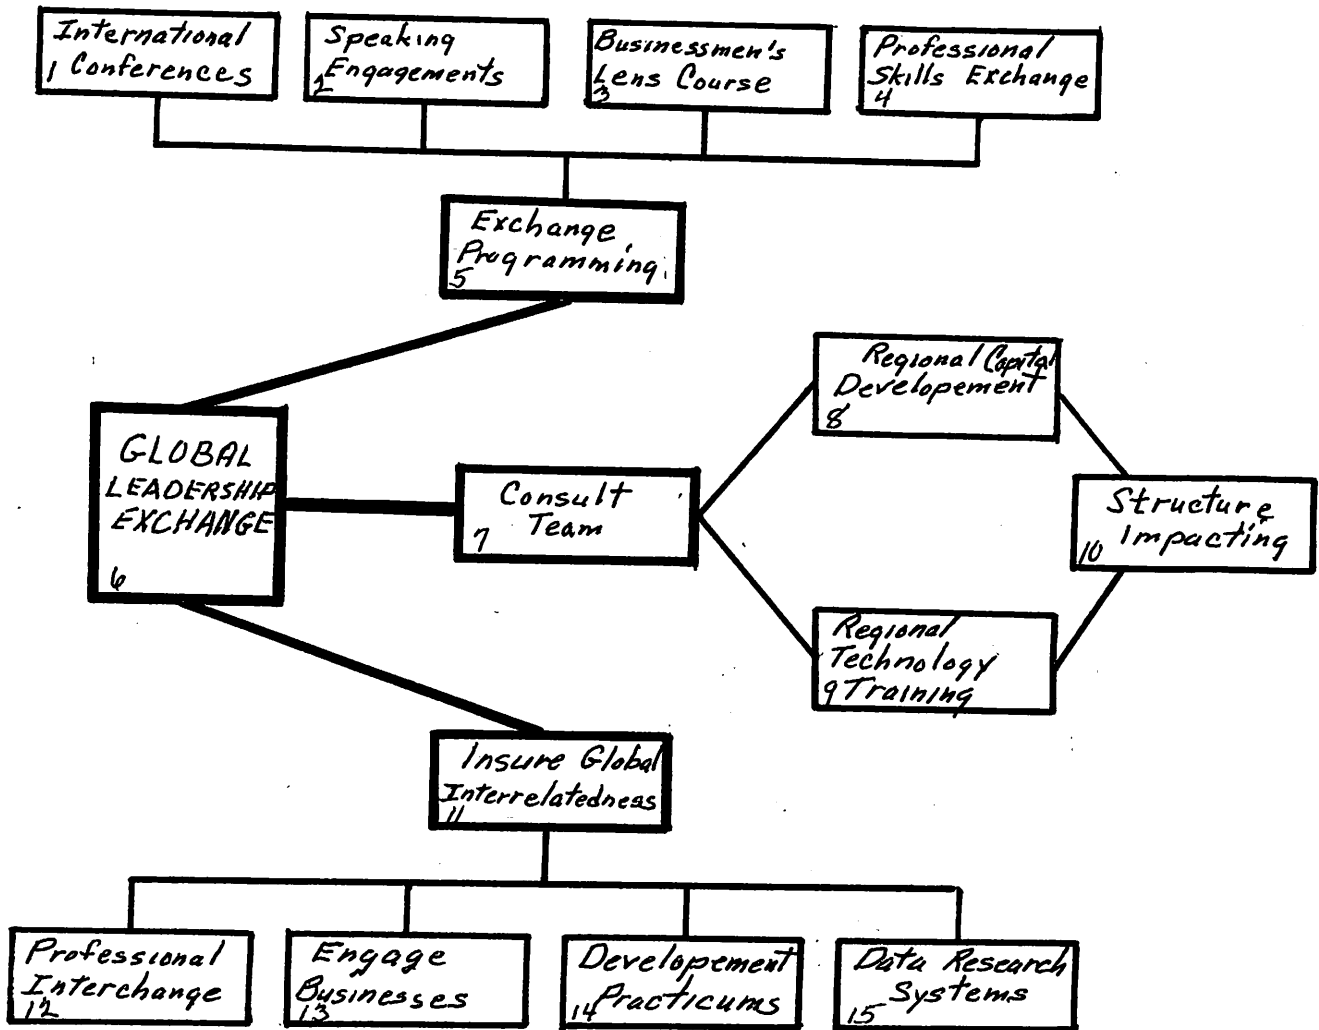 International
1 Conferences
Speaking
Engagements
2
Businessmen's
Lens Course
3
Professional
Skills Exchange
4
Exchange
Programming
5
Regional Capital
Developement
8
GLOBAL
LEADERSHIP
EXCHANGE
6
Consult
Team
7
Structure
10 Impacting
Regional
Technology
9 Training
Insure Global
Interrelatedness
11
Professional
Interchange
12
Engage
Businesses
13
Developement
14 Practicums
Data Research
Systems
15